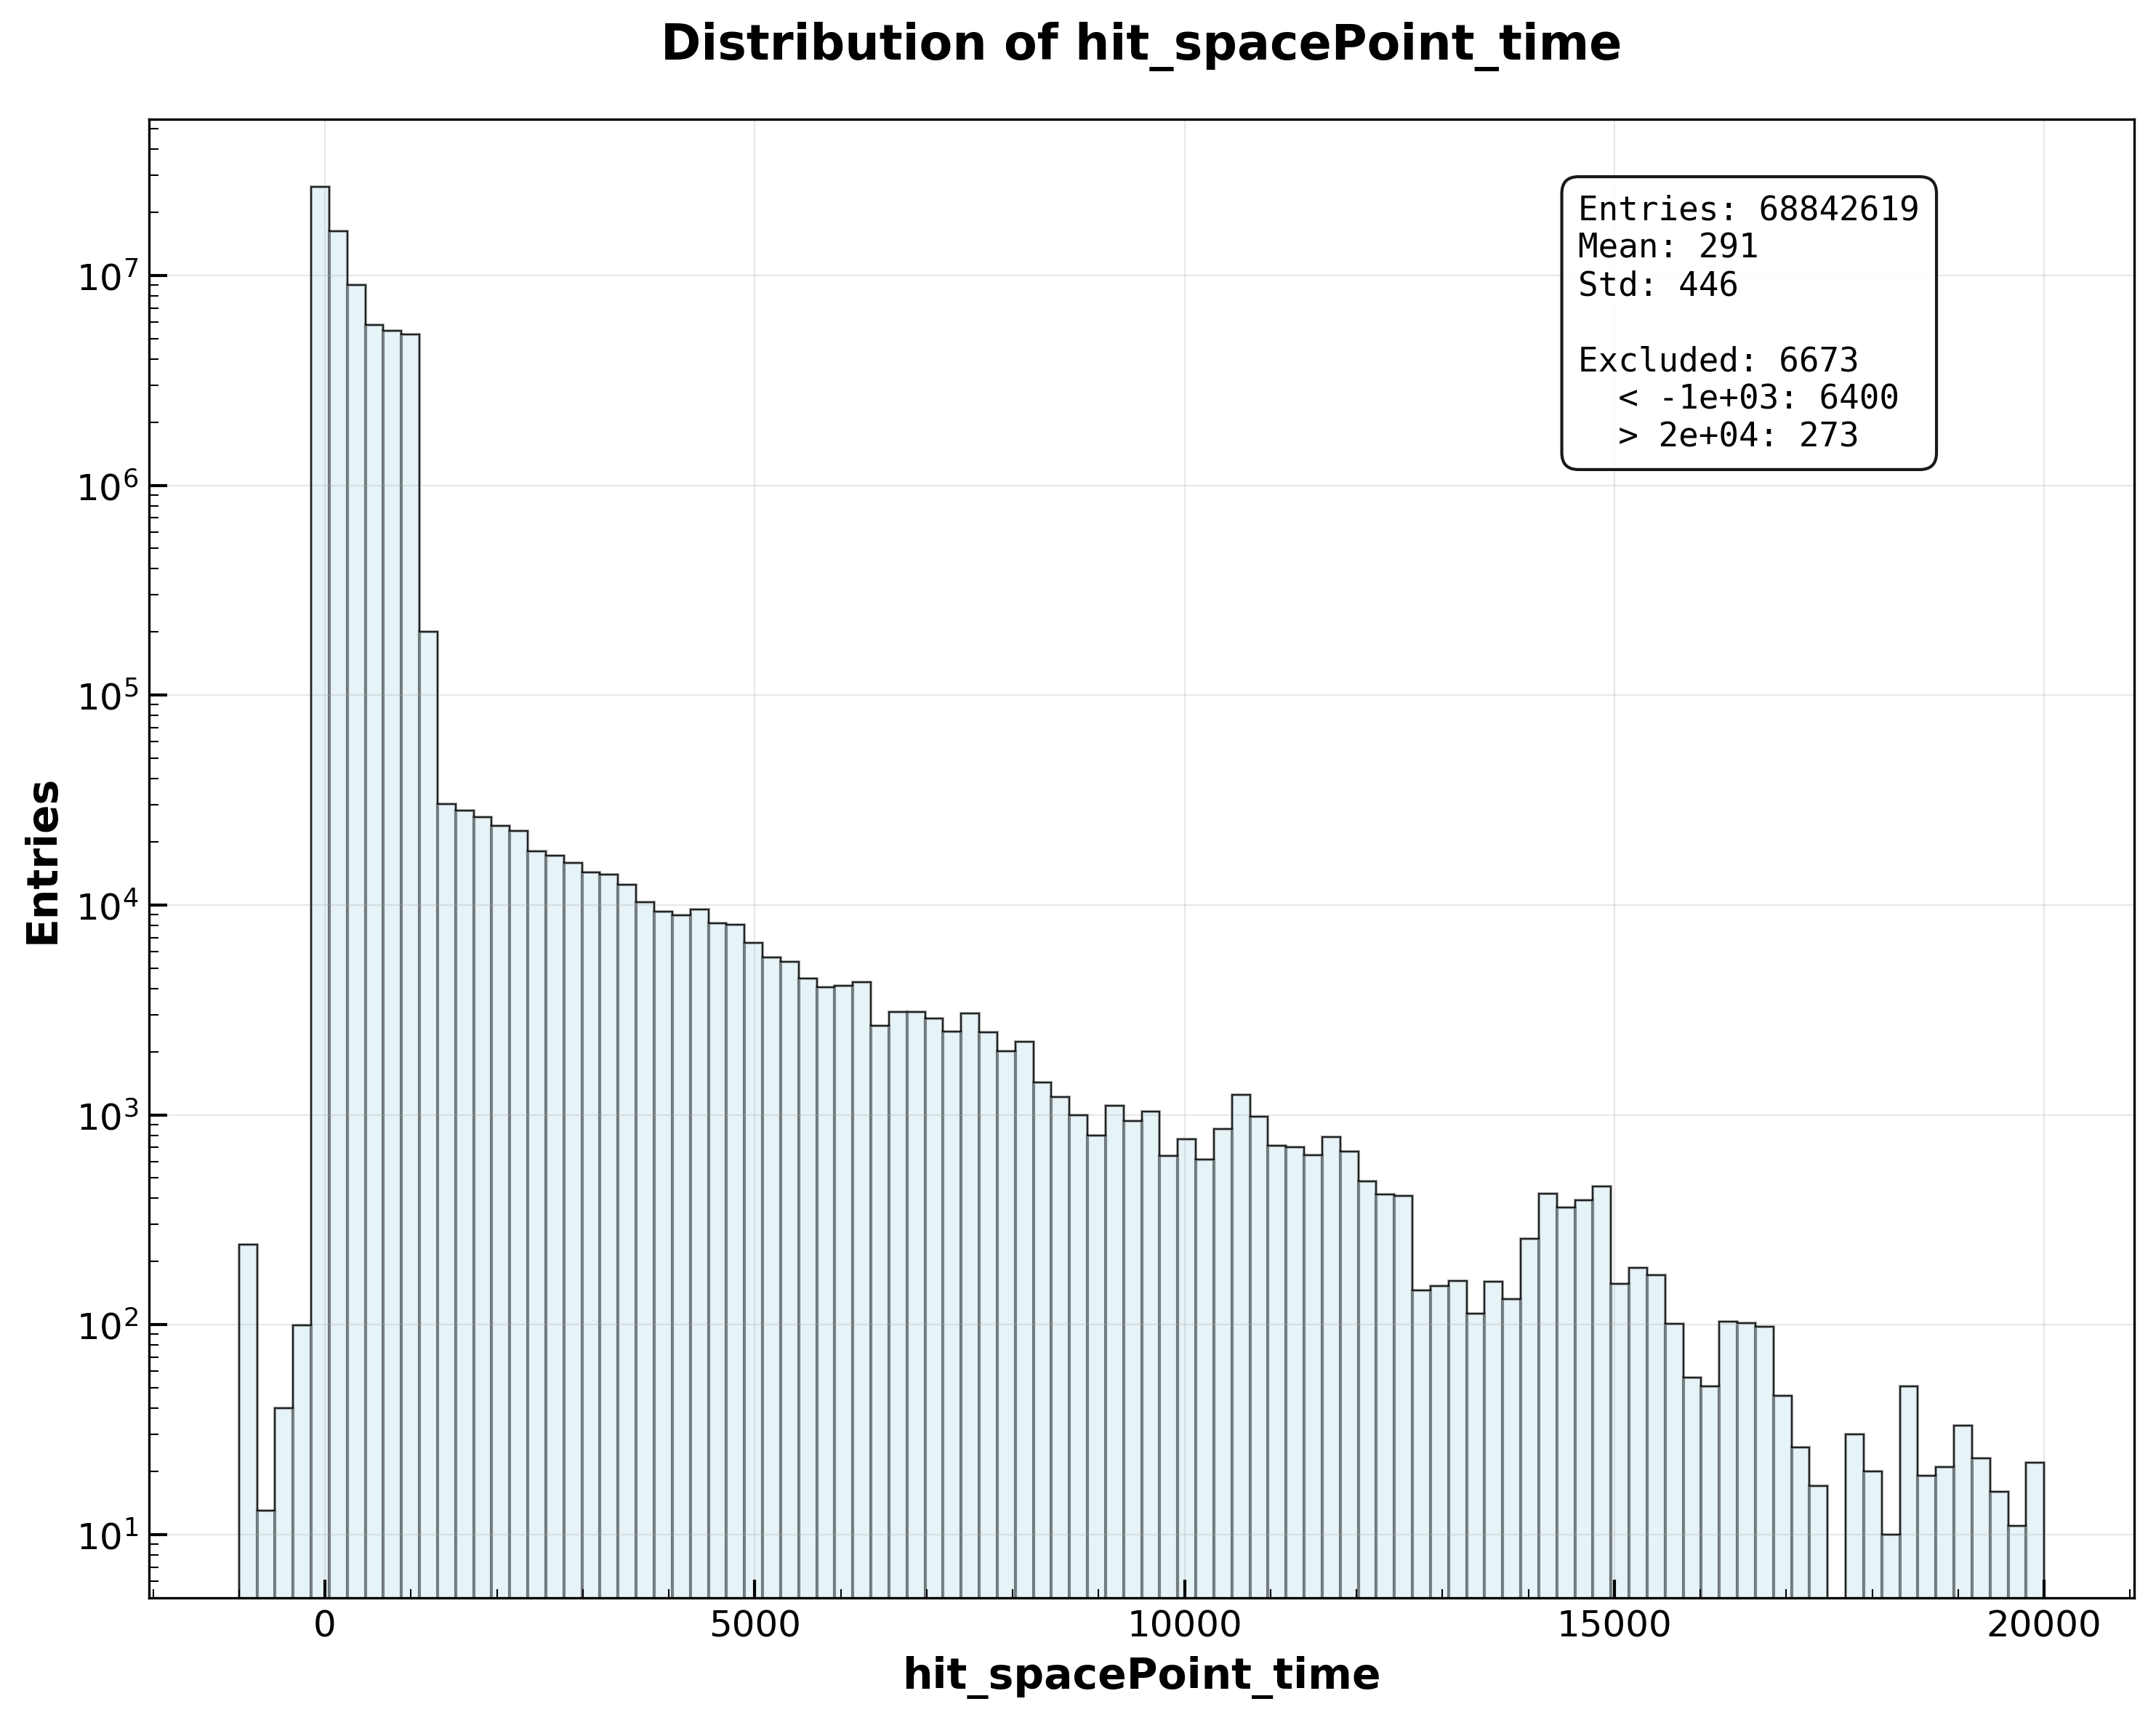 Distribution of hit_spacePoint_time
Entries: 68842619
Mean: 291
Std: 446
Excluded: 6673
< -1e+03: 6400
> 2e+04: 273
10^7
10^6
10^5
10^4
10^3
10^2
10^1
Entries
0 5000 10000 15000 20000
hit_spacePoint_time